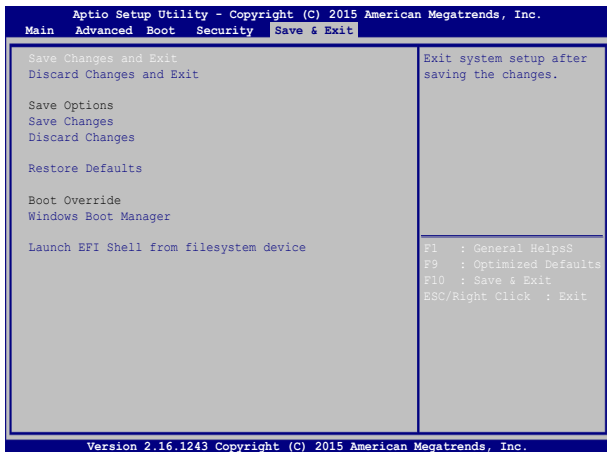 Aptio Setup Utility - Copyright (C) 2015 American Megatrends, Inc.
Main Advanced Boot Security Save & Exit
Save Changes and Exit
Discard Changes and Exit
Save Options
Save Changes
Discard Changes
Restore Defaults
Boot Override
Windows Boot Manager
Launch EFI Shell from filesystem device
Exit system setup after
saving the changes.
F1 : General HelpsS
F9 : Optimized Defaults
F10 : Save & Exit
ESC/Right Click : Exit
Version 2.16.1243 Copyright (C) 2015 American Megatrends, Inc.